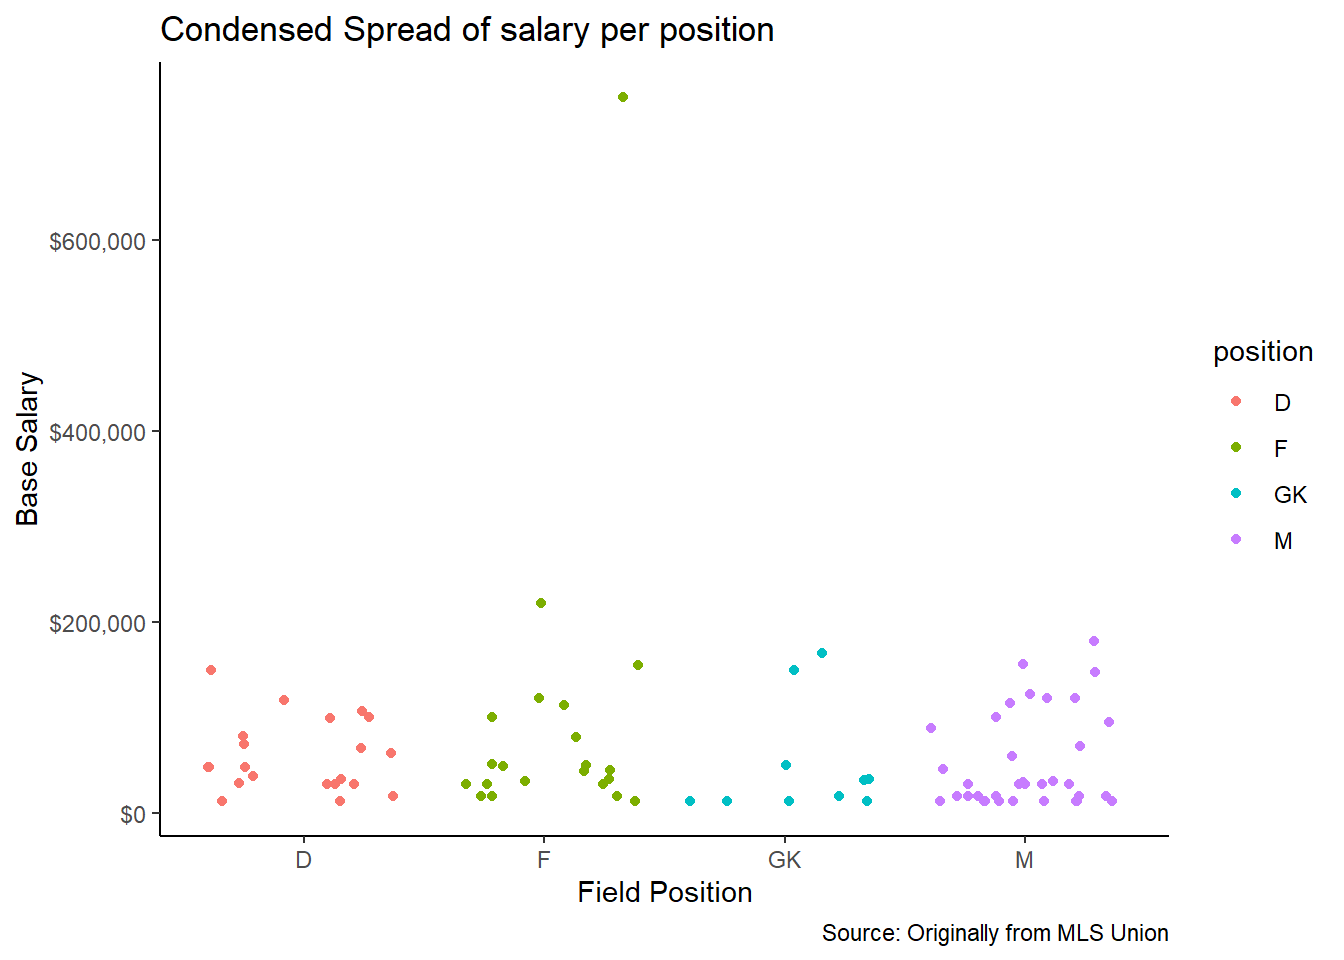 Condensed Spread of salary per position
$600,000
$400,000
$200,000
$0
Base Salary
D F GK M
Field Position
position
D
F
GK
M
Source: Originally from MLS Union